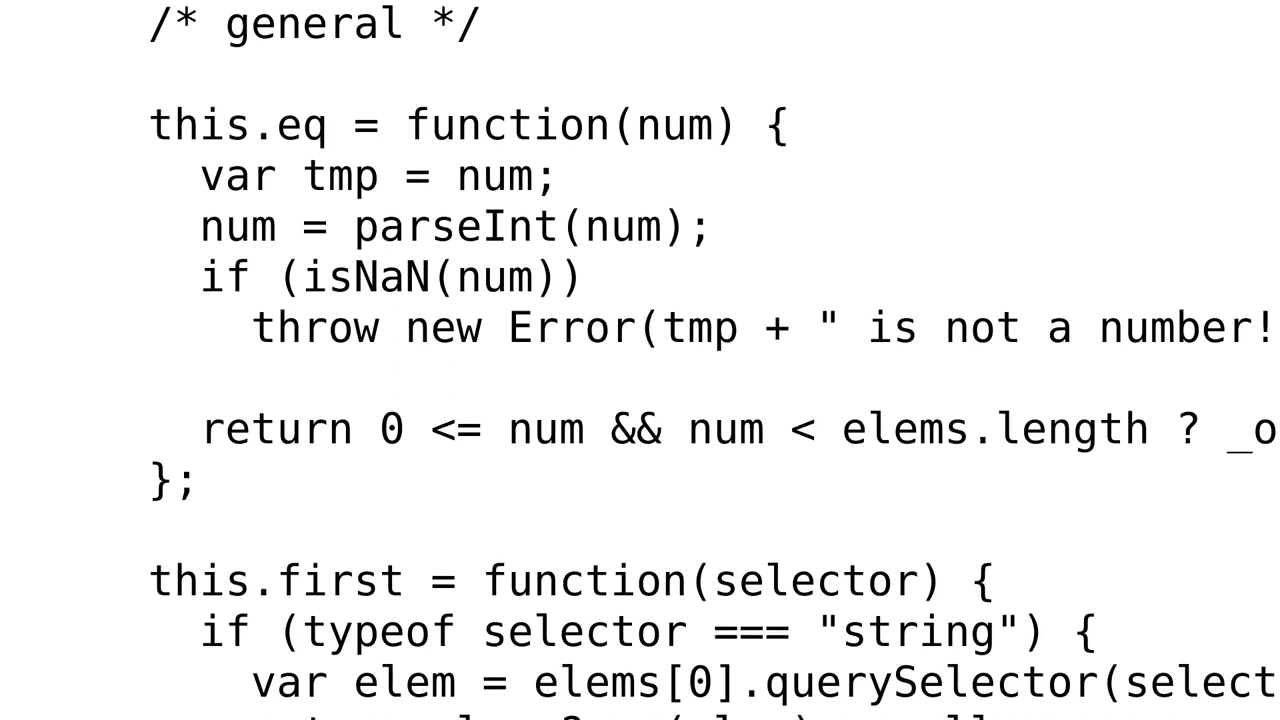 /* general */

this.eq = function(num) {
  var tmp = num;
  num = parseInt(num);
  if (isNaN(num))
    throw new Error(tmp + " is not a number!

  return 0 <= num && num < elems.length ? _o
};

this.first = function(selector) {
  if (typeof selector === "string") {
    var elem = elems[0].querySelector(select